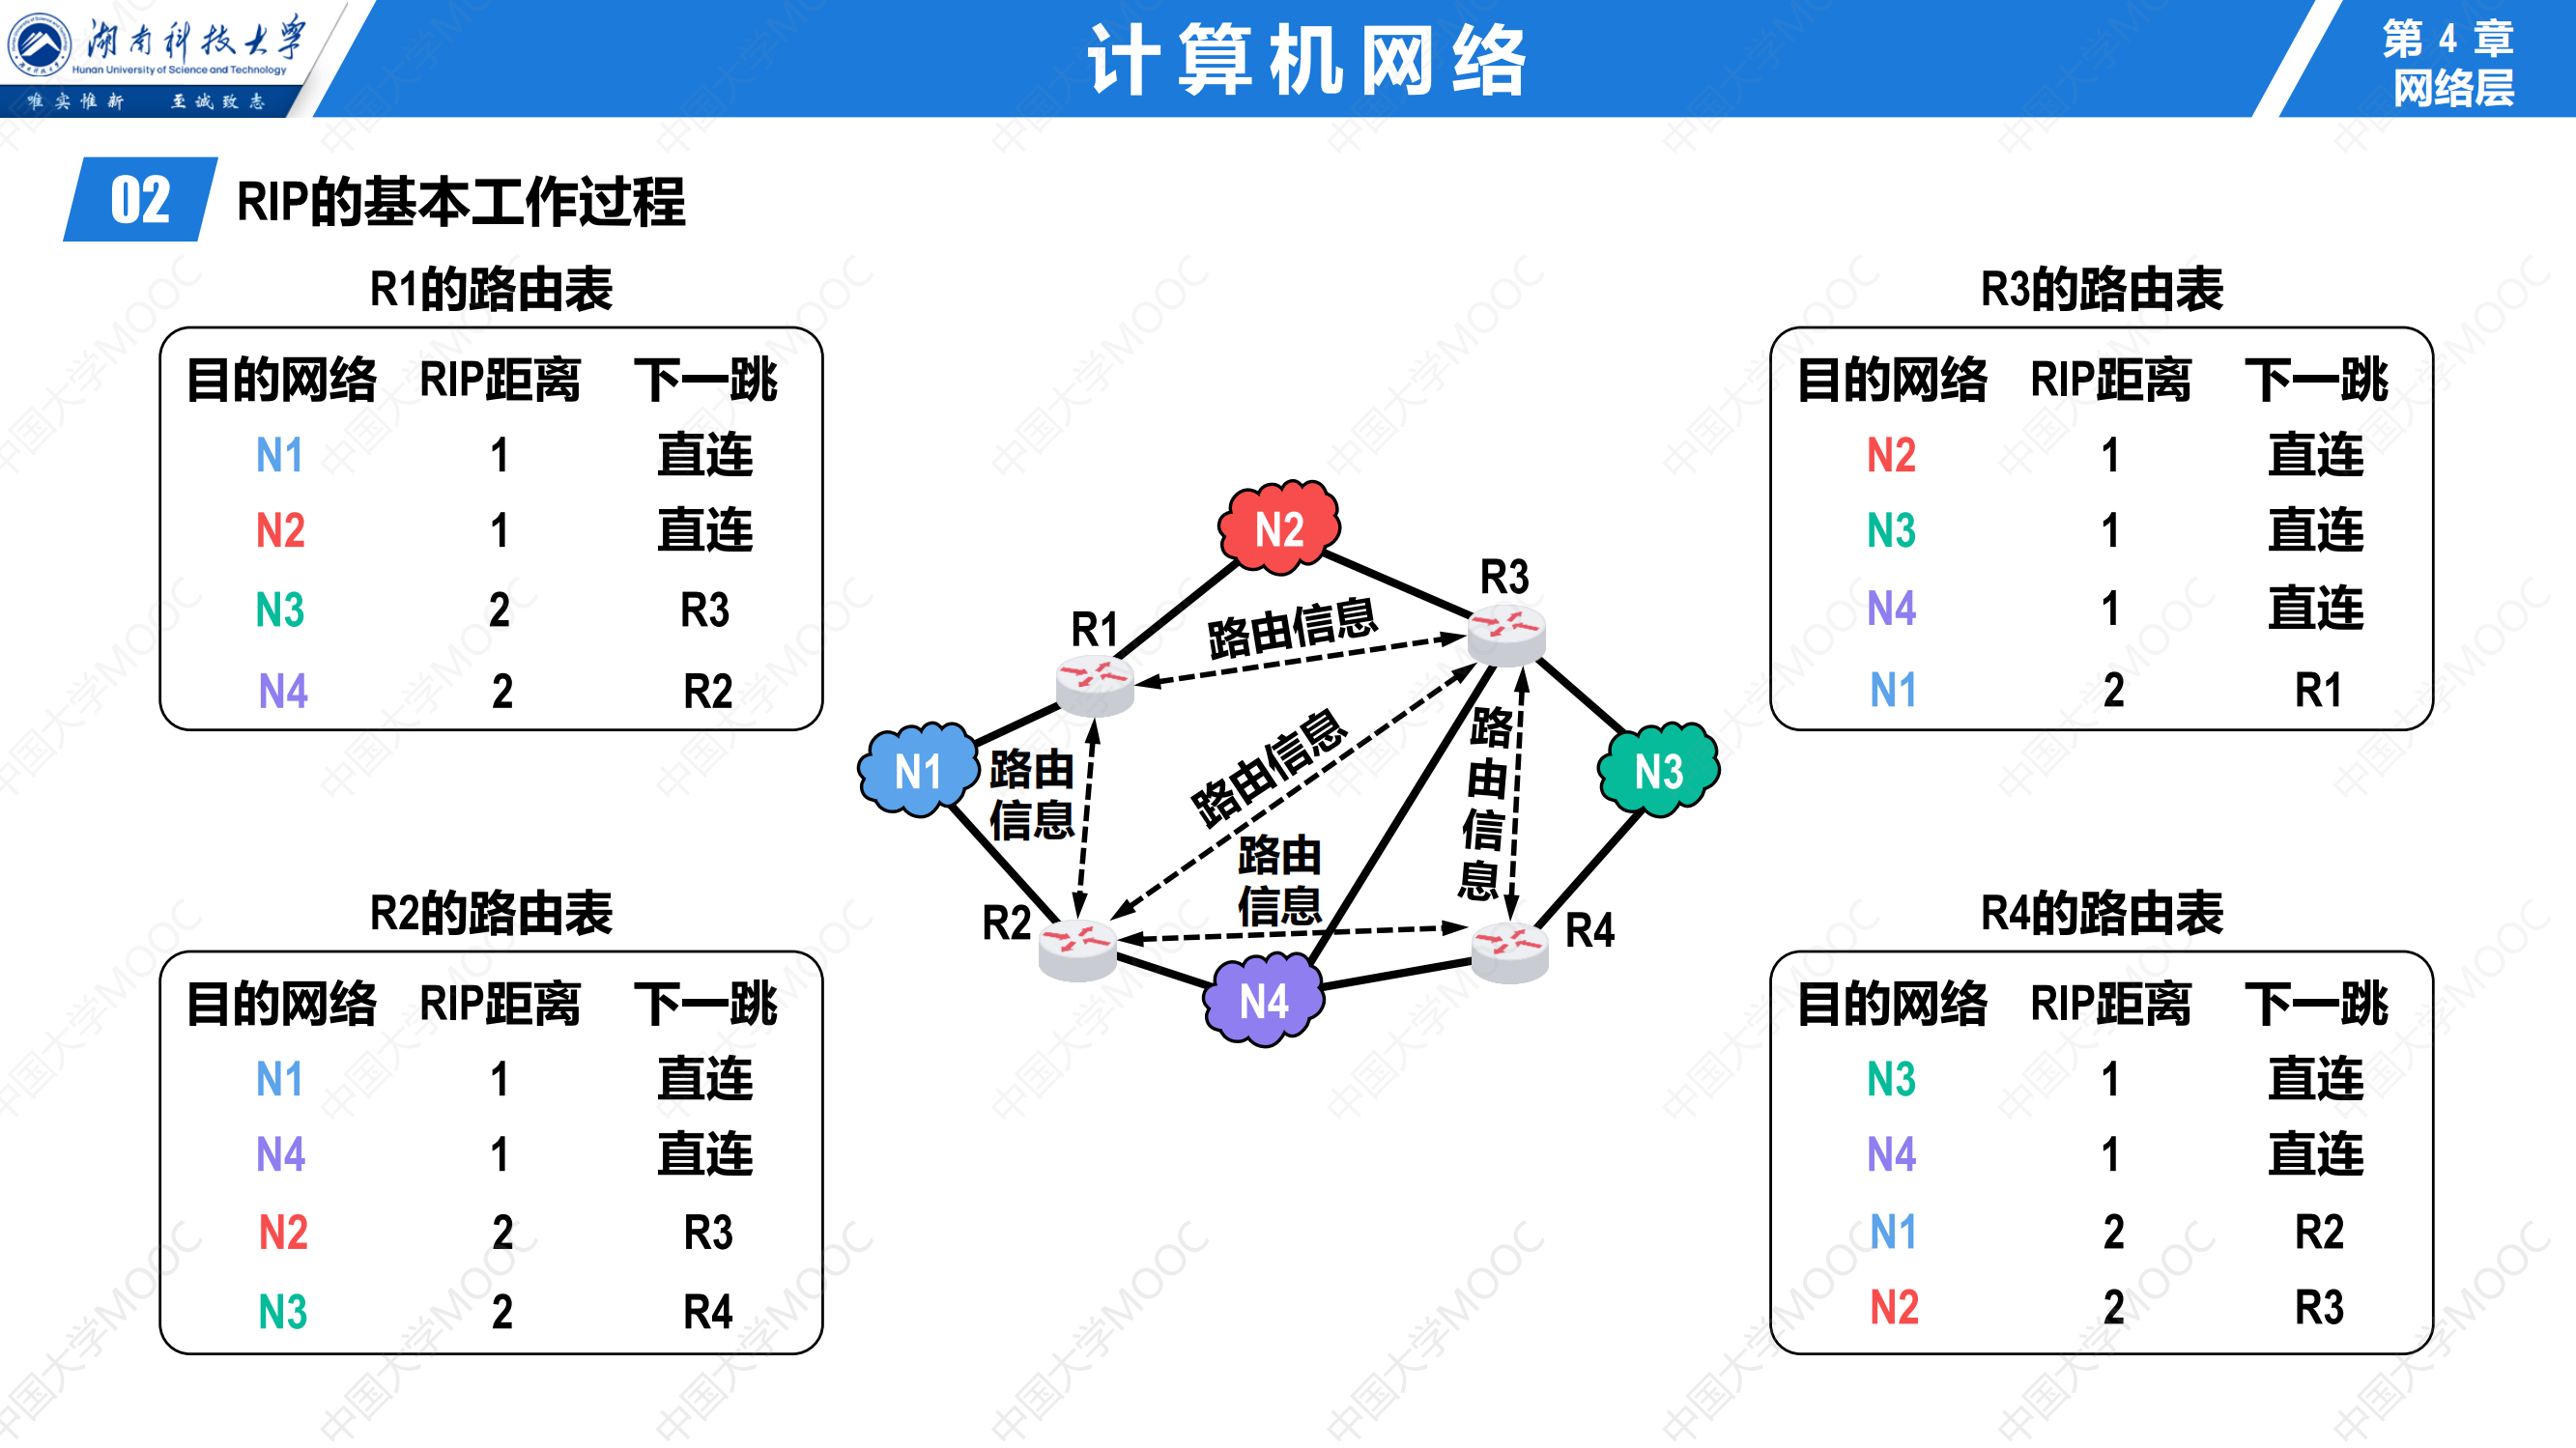 湖南科技大学
Hunan University of Science and Technology
唯实惟新 至诚致志
计算机网络
第 4 章
网络层
02 RIP的基本工作过程
R1的路由表
目的网络 RIP距离 下一跳
N1 1 直连
N2 1 直连
N3 2 R3
N4 2 R2
R2的路由表
目的网络 RIP距离 下一跳
N1 1 直连
N4 1 直连
N2 2 R3
N3 2 R4
N2
R3
R1
路由信息
N1
路由
信息
路由信息
路
由
信
息
N3
路由
信息
R2
R4
N4
R3的路由表
目的网络 RIP距离 下一跳
N2 1 直连
N3 1 直连
N4 1 直连
N1 2 R1
R4的路由表
目的网络 RIP距离 下一跳
N3 1 直连
N4 1 直连
N1 2 R2
N2 2 R3
中国大学MOOC